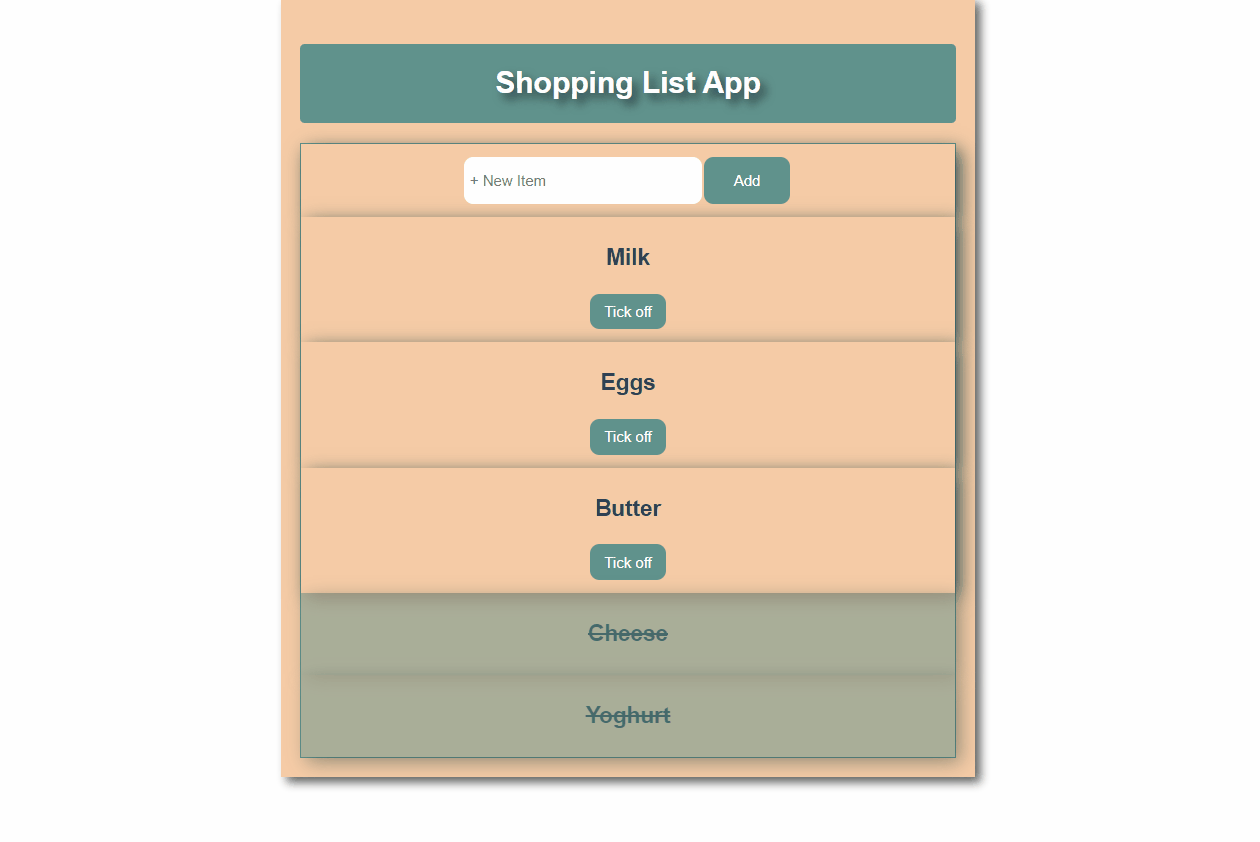 Shopping List App
+ New Item
Add
Milk
Tick off
Eggs
Tick off
Butter
Tick off
Cheese
Yoghurt